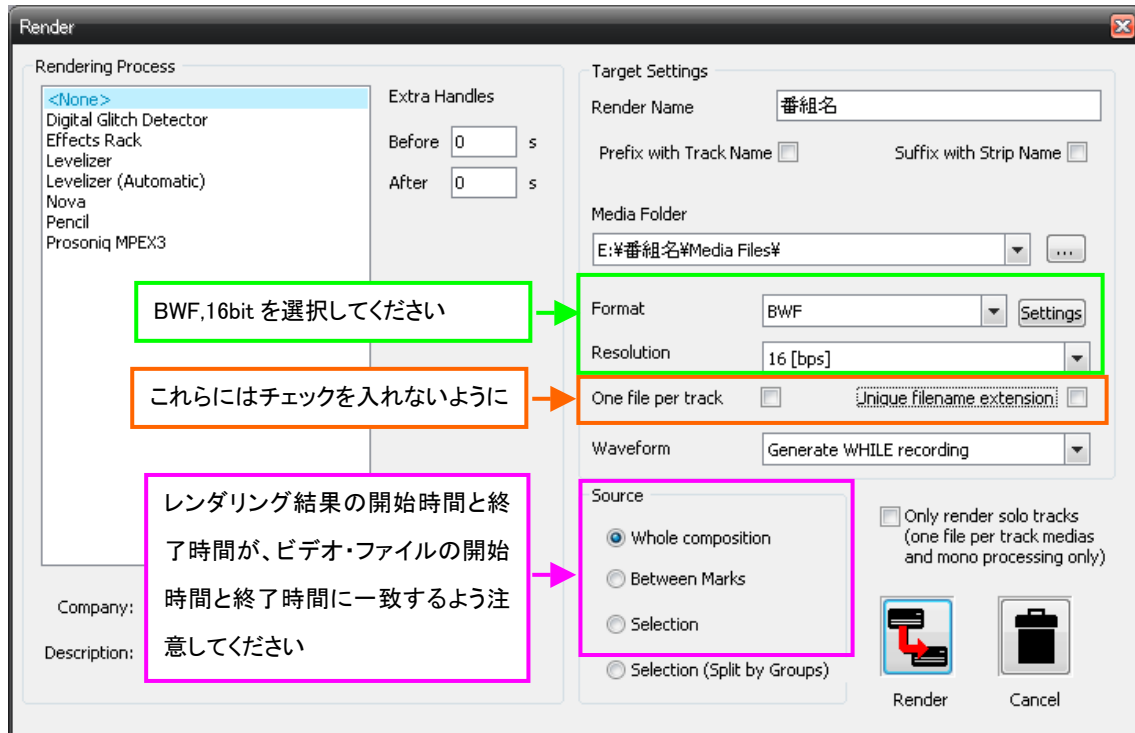 Render
Rendering Process
<None>
Digital Glitch Detector
Effects Rack
Levelizer
Levelizer (Automatic)
Nova
Pencil
Prosoniq MPEX3
Extra Handles
Before 0 s
After 0 s
Company:
Description:
BWF,16bit を選択してください
これらにはチェックを入れないように
レンダリング結果の開始時間と終
了時間が、ビデオ・ファイルの開始
時間と終了時間に一致するよう注
意してください
Target Settings
Render Name 番組名
Prefix with Track Name Suffix with Strip Name
Media Folder
E:¥番組名¥Media Files¥ ...
Format BWF Settings
Resolution 16 [bps]
One file per track Unique filename extension
Waveform Generate WHILE recording
Source
Whole composition
Between Marks
Selection
Selection (Split by Groups)
Only render solo tracks
(one file per track medias
and mono processing only)
Render Cancel